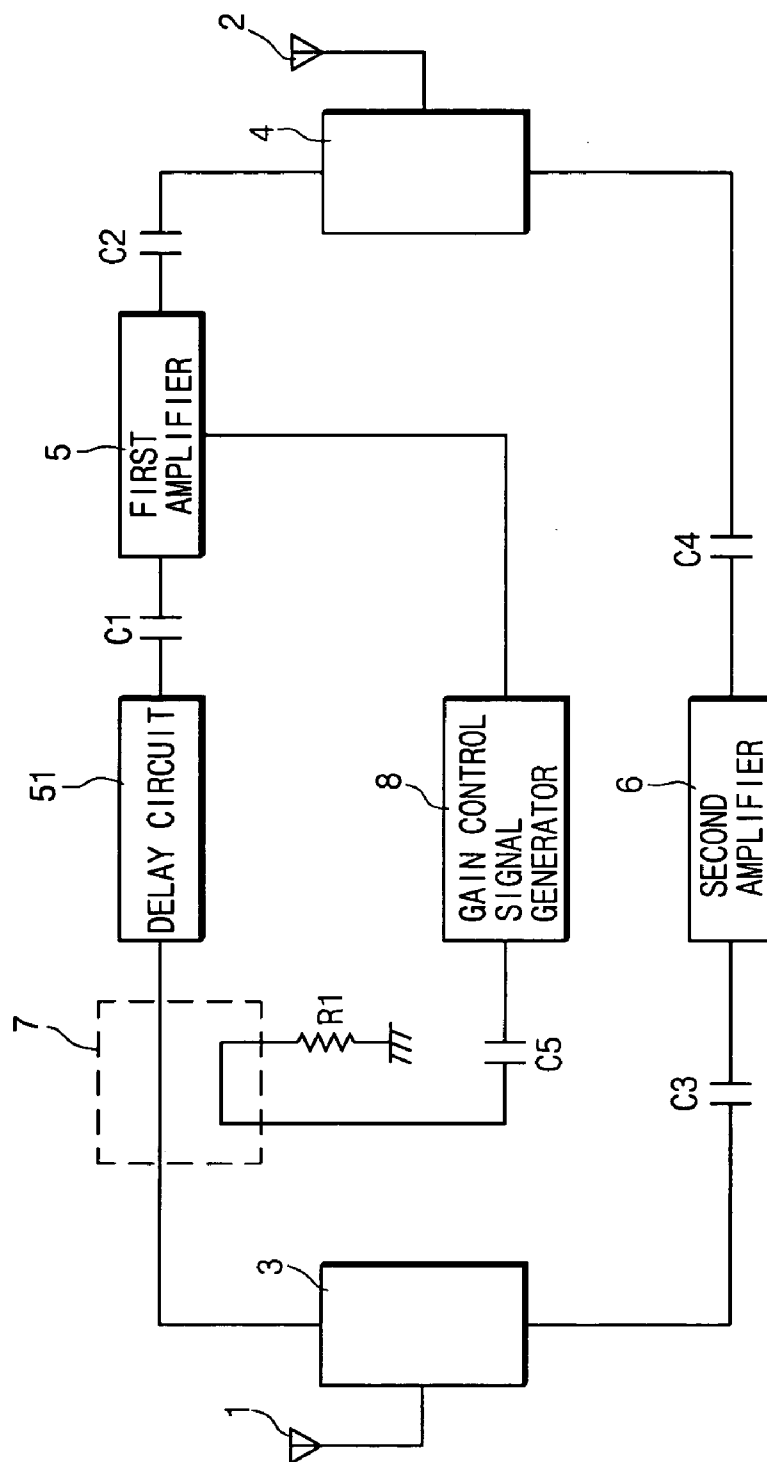 1
3
7
51
DELAY CIRCUIT
C1
5
FIRST
AMPLIFIER
C2
4
2
R1
C5
8
GAIN CONTROL
SIGNAL
GENERATOR
C3
6
SECOND
AMPLIFIER
C4